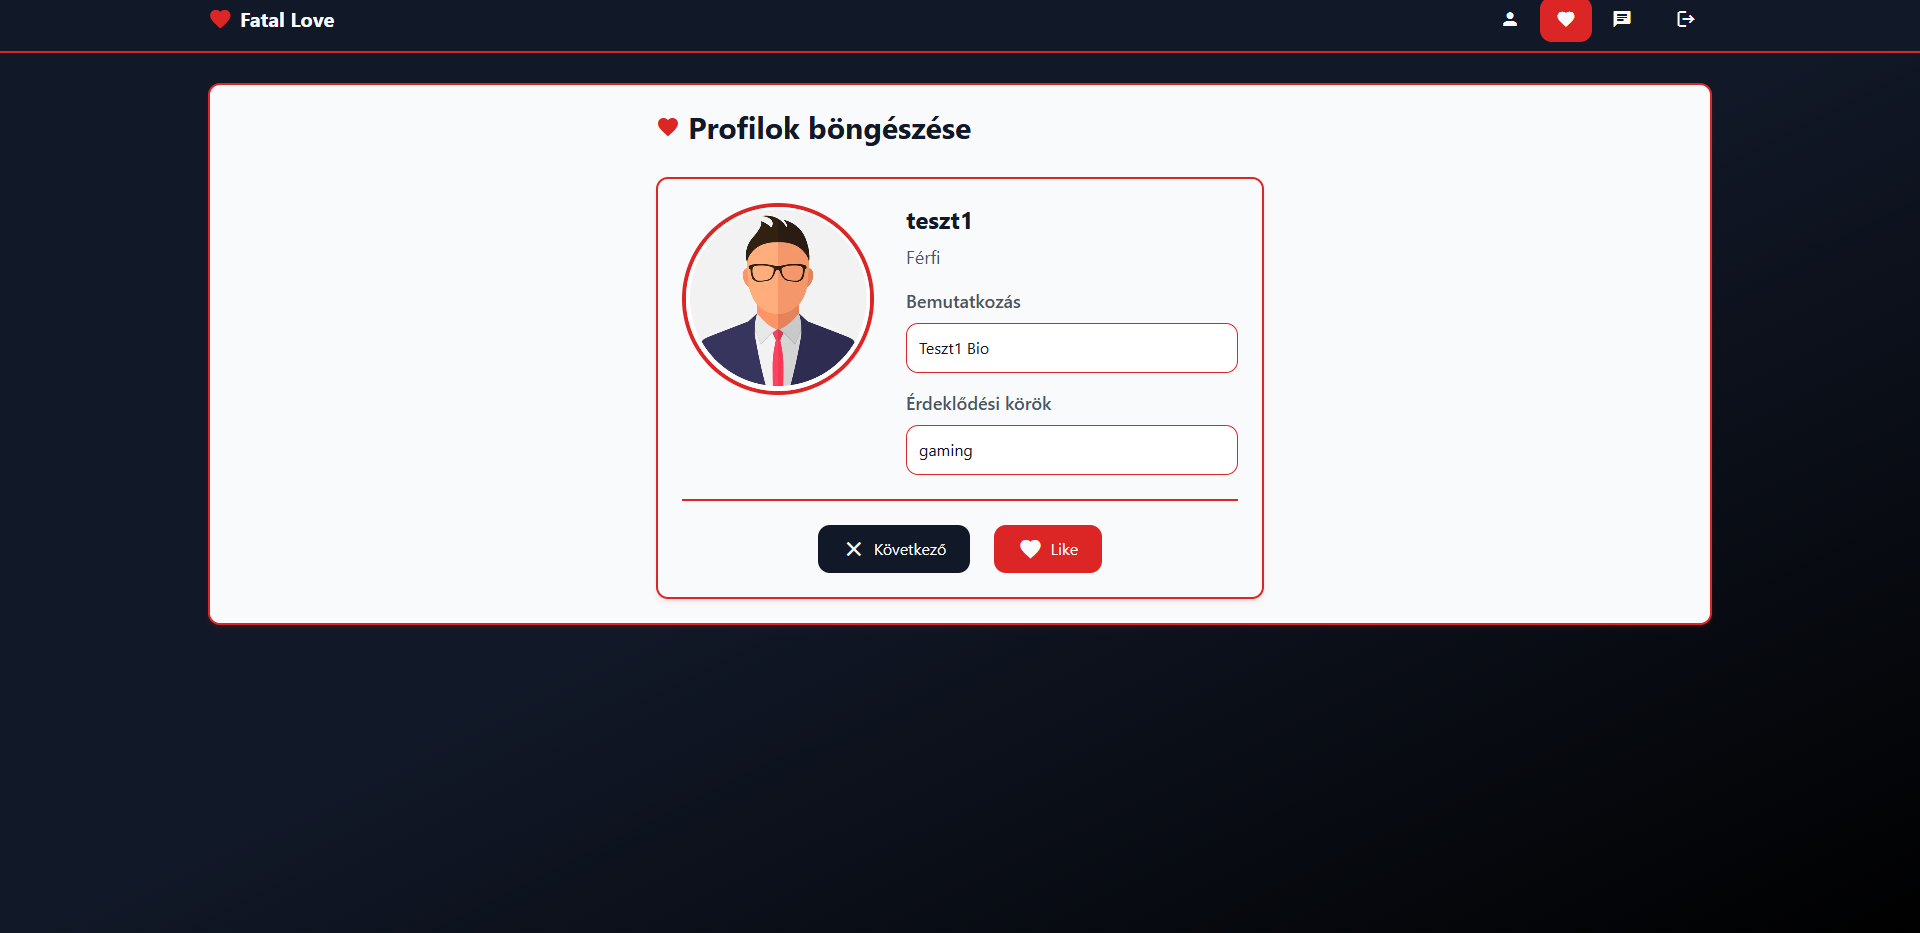 Fatal Love
Profilok böngészése
teszt1
Férfi
Bemutatkozás
Teszt1 Bio
Érdeklődési körök
gaming
Következő
Like